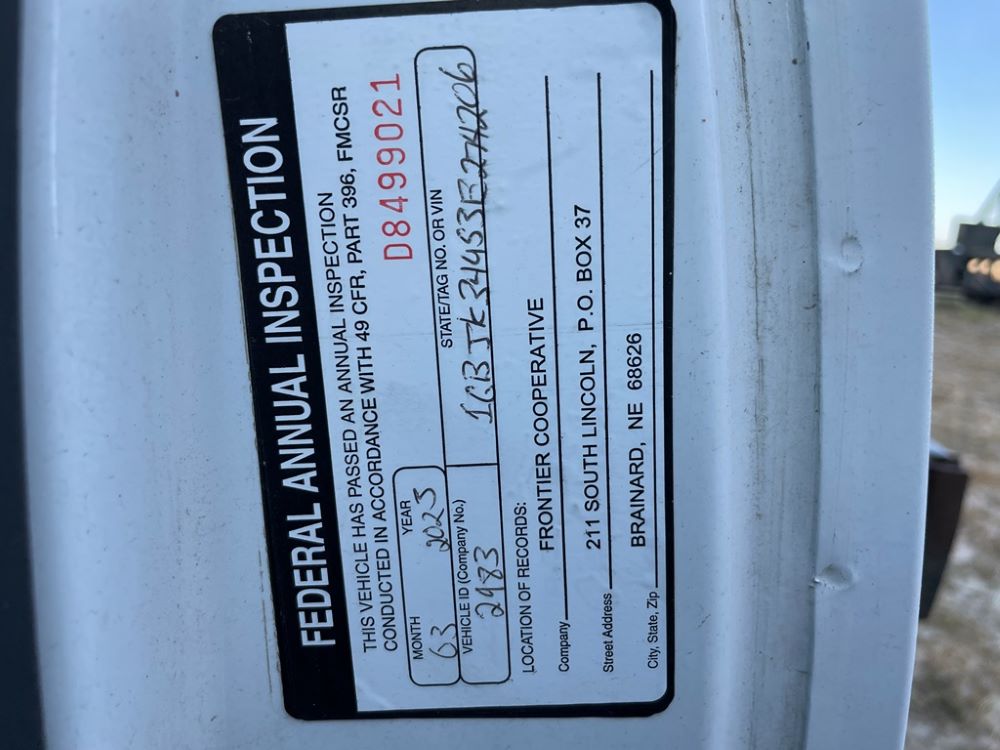 FEDERAL ANNUAL INSPECTION
THIS VEHICLE HAS PASSED AN ANNUAL INSPECTION
CONDUCTED IN ACCORDANCE WITH 49 CFR, PART 396, FMCSR
D8499021
MONTH YEAR
03 2023
STATE/TAG NO. OR VIN
VEHICLE ID (Company No.)
2983
LOCATION OF RECORDS:
Company FRONTIER COOPERATIVE
Street Address 211 SOUTH LINCOLN, P.O. BOX 37
City, State, Zip BRAINARD, NE 68626